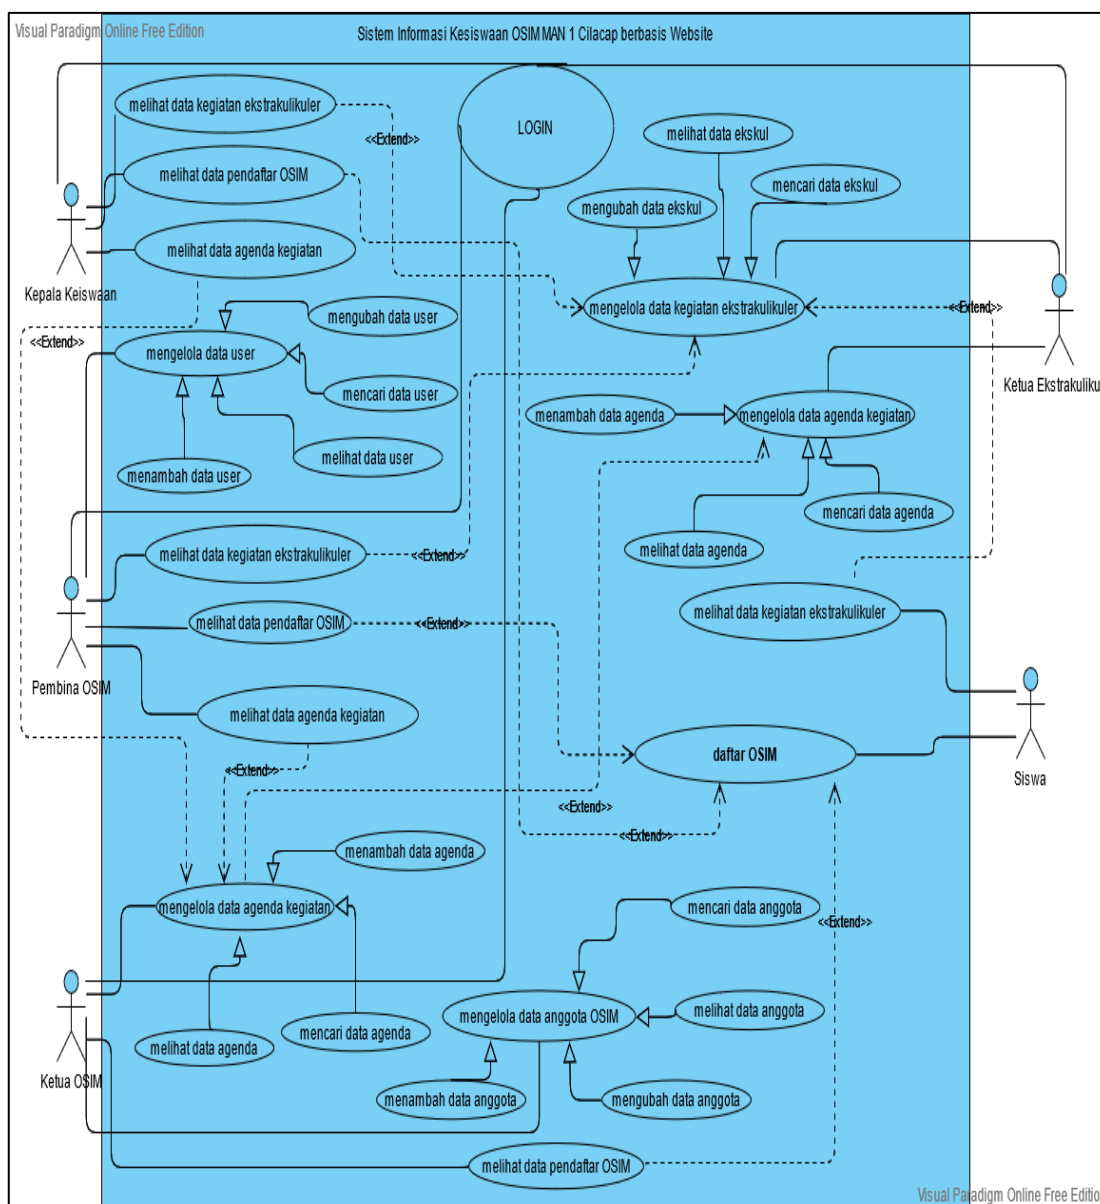 Visual Paradigm Online Free Edition
Sistem Informasi Kesiswaan OSIM MAN 1 Cilacap berbasis Website
melihat data kegiatan ekstrakulikuler
LOGIN
<<Extend>>
melihat data ekskul
melihat data pendaftar OSIM
mencari data ekskul
mengubah data ekskul
melihat data agenda kegiatan
Kepala Keiswaan
mengelola data kegiatan ekstrakulikuler
<<Extend>>
mengubah data user
<<Extend>>
mengelola data user
Ketua Ekstrakuliku
mencari data user
menambah data agenda
mengelola data agenda kegiatan
melihat data user
menambah data user
mencari data agenda
melihat data agenda
melihat data kegiatan ekstrakulikuler
<<Extend>>
melihat data kegiatan ekstrakulikuler
melihat data pendaftar OSIM
<<Extend>>
Pembina OSIM
melihat data agenda kegiatan
daftar OSIM
<<Extend>>
Siswa
<<Extend>>
<<Extend>>
menambah data agenda
mengelola data agenda kegiatan
mencari data anggota
<<Extend>>
mengelola data anggota OSIM
melihat data anggota
mencari data agenda
melihat data agenda
Ketua OSIM
menambah data anggota
mengubah data anggota
melihat data pendaftar OSIM
Visual Paradigm Online Free Edition